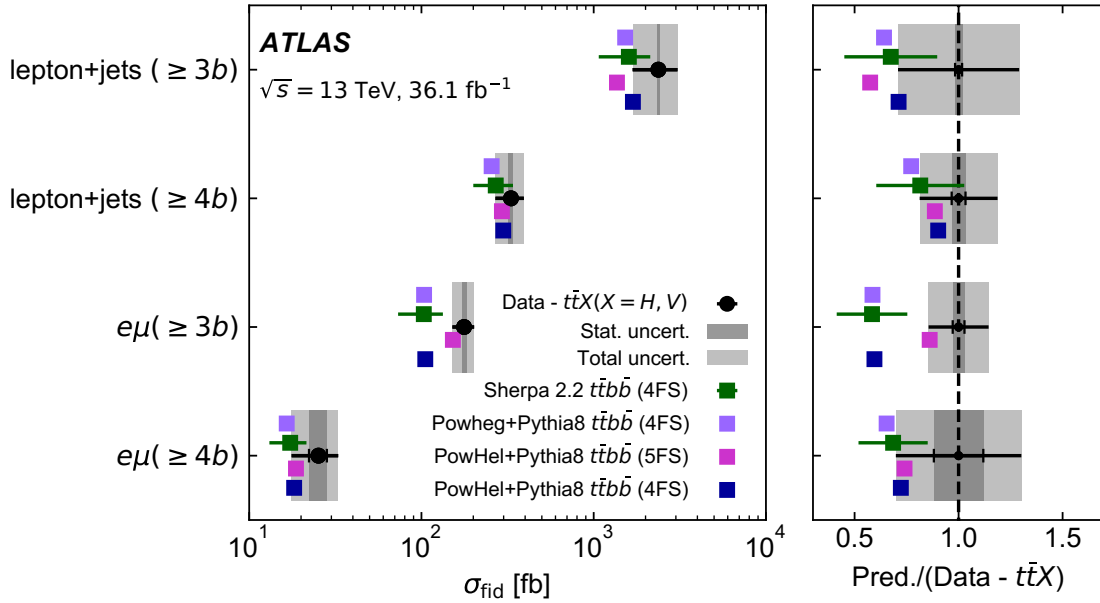 ATLAS
√s = 13 TeV, 36.1 fb⁻¹
lepton+jets ( ≥ 3b)
lepton+jets ( ≥ 4b)
eμ( ≥ 3b)
eμ( ≥ 4b)
Data - tt̄X(X = H, V)
Stat. uncert.
Total uncert.
Sherpa 2.2 tt̄bb̄ (4FS)
Powheg+Pythia8 tt̄bb̄ (4FS)
PowHel+Pythia8 tt̄bb̄ (5FS)
PowHel+Pythia8 tt̄bb̄ (4FS)
10¹ 10² 10³ 10⁴
σfid [fb]
0.5 1.0 1.5
Pred./(Data - tt̄X)